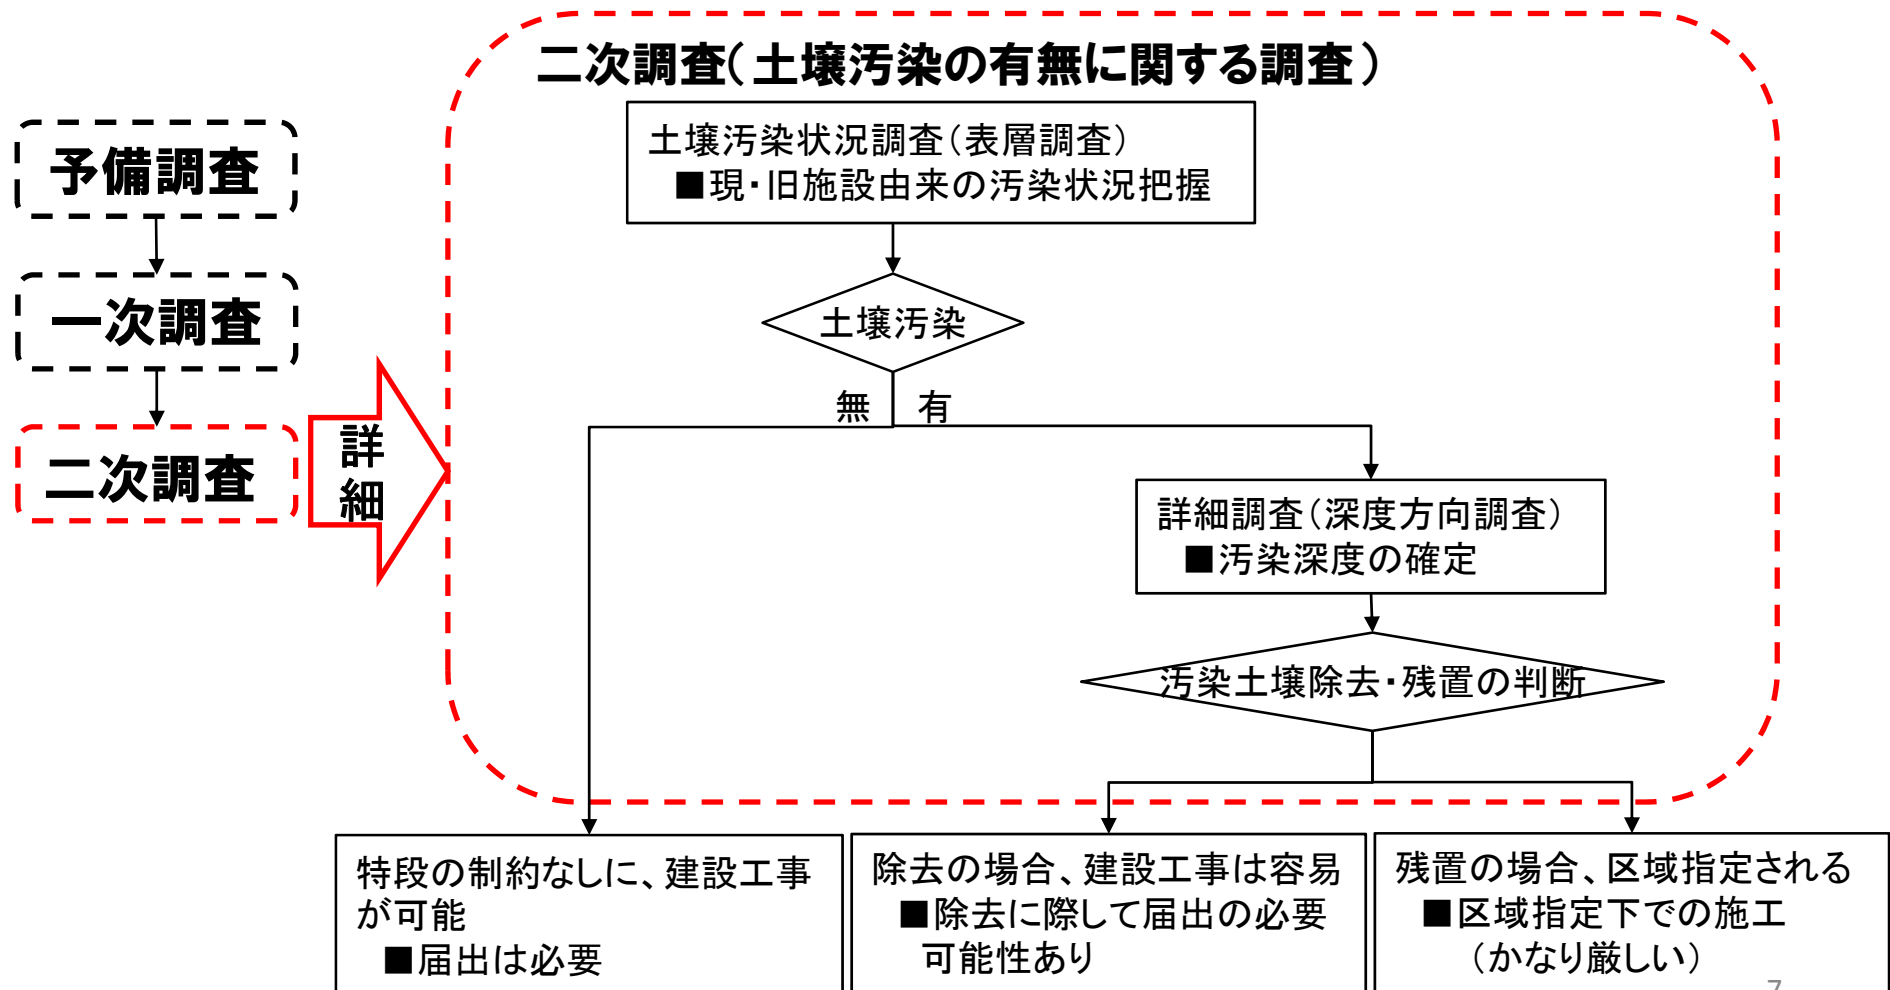 二次調査(土壌汚染の有無に関する調査)
土壌汚染状況調査(表層調査)
■現・旧施設由来の汚染状況把握
予備調査
一次調査
二次調査
詳
細
土壌汚染
無
有
詳細調査(深度方向調査)
■汚染深度の確定
汚染土壌除去・残置の判断
特段の制約なしに、建設工事
が可能
■届出は必要
除去の場合、建設工事は容易
■除去に際して届出の必要
可能性あり
残置の場合、区域指定される
■区域指定下での施工
(かなり厳しい)
7